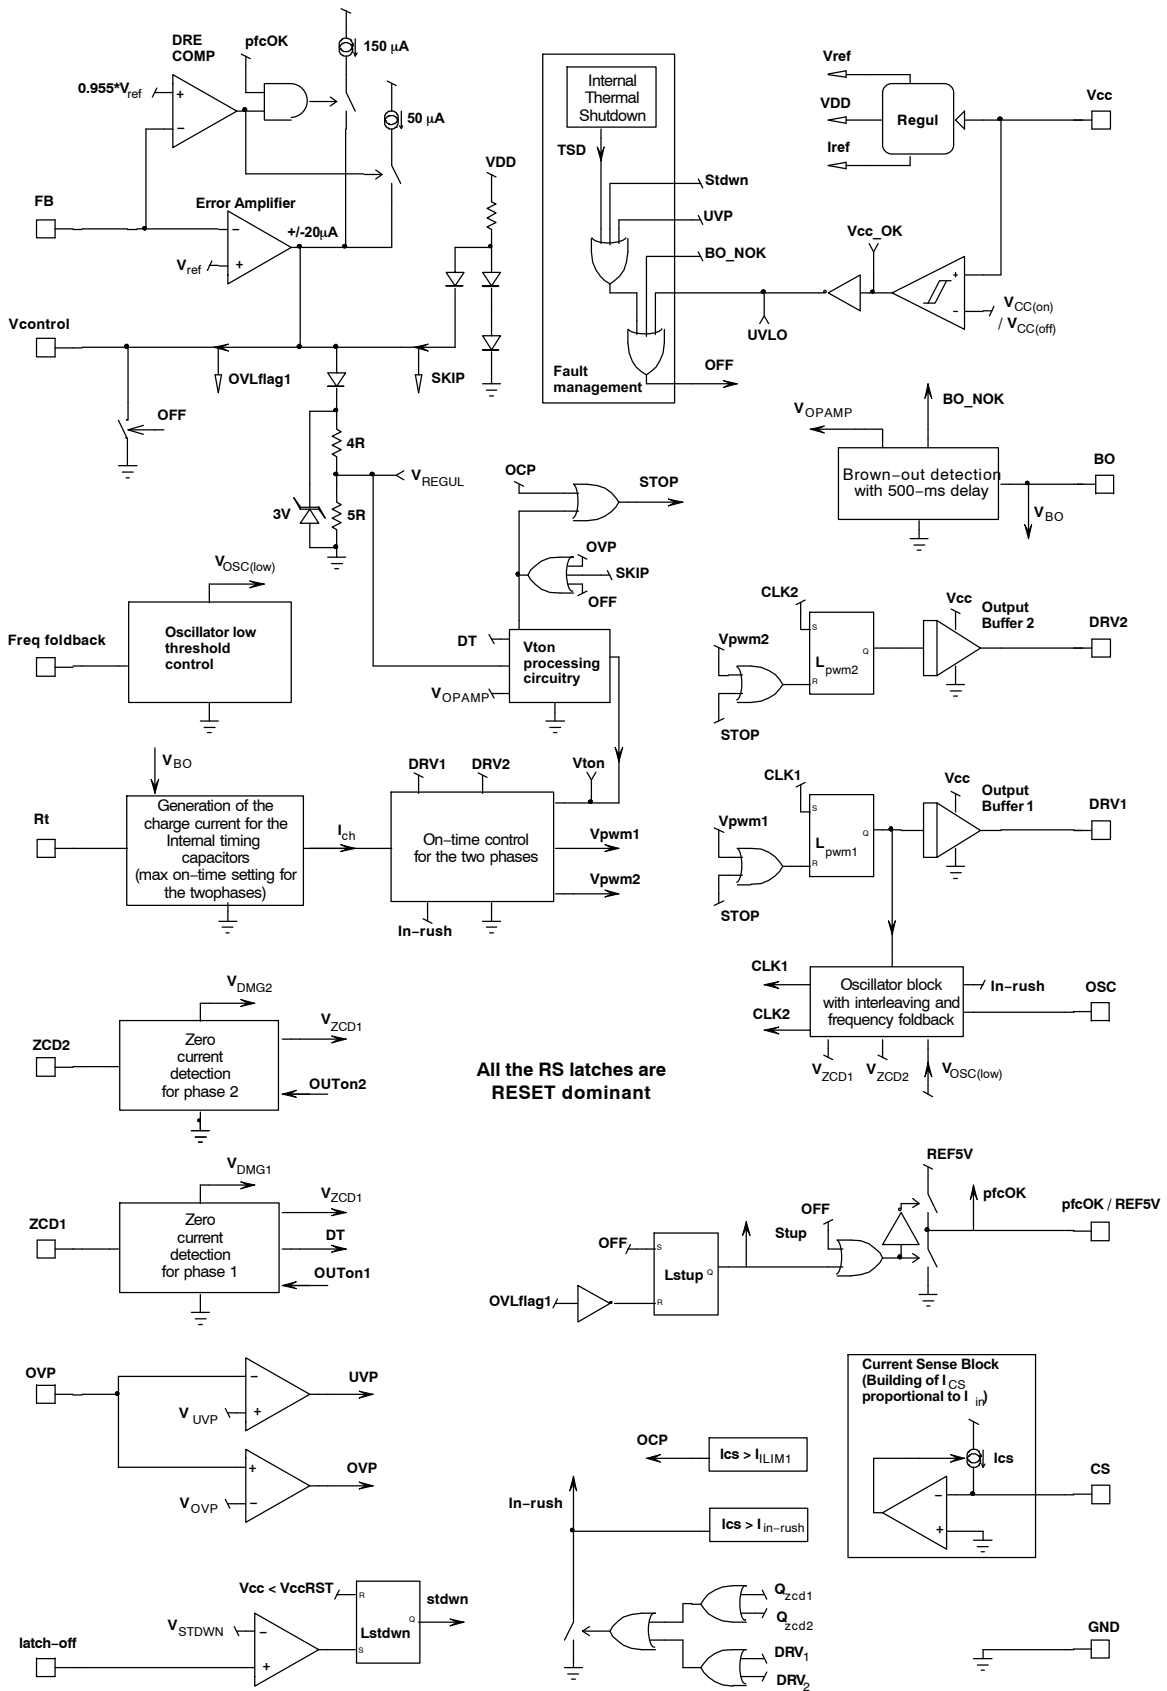 DRE
COMP
pfcOK
150 µA
0.955*Vref
+
−
50 µA
FB
Error Amplifier
+/-20µA
−
+
Vref
VDD
Vcontrol
OVLflag1
SKIP
OFF
4R
5R
3V
VREGUL
Internal
Thermal
Shutdown
TSD
Stdwn
UVP
BO_NOK
UVLO
OFF
Fault
management
Vref
VDD
Iref
Regul
Vcc
Vcc_OK
+
−
VCC(on)
/ VCC(off)
VOPAMP
BO_NOK
Brown−out detection
with 500−ms delay
BO
VBO
OCP
STOP
OVP
SKIP
OFF
DT
Vton
processing
circuitry
VOPAMP
VOSC(low)
Freq foldback
Oscillator low
threshold
control
CLK2
Vpwm2
STOP
S
R
Q
Lpwm2
Vcc
Output
Buffer 2
DRV2
VBO
Rt
Generation of the
charge current for the
Internal timing
capacitors
(max on−time setting for
the twophases)
Ich
DRV1
DRV2
Vton
On−time control
for the two phases
Vpwm1
Vpwm2
In−rush
CLK1
Vpwm1
STOP
S
R
Q
Lpwm1
Vcc
Output
Buffer 1
DRV1
CLK1
CLK2
Oscillator block
with interleaving and
frequency foldback
In−rush
OSC
VZCD1
VZCD2
VOSC(low)
VDMG2
VZCD1
ZCD2
Zero
current
detection
for phase 2
OUTon2
All the RS latches are
RESET dominant
VDMG1
VZCD1
ZCD1
Zero
current
detection
for phase 1
DT
OUTon1
OFF
OVLflag1
S
R
Q
Lstup
Stup
OFF
REF5V
pfcOK
pfcOK / REF5V
OVP
−
+
VUVP
UVP
+
−
VOVP
OVP
OCP
Ics > IILIM1
In−rush
Ics > Iin−rush
Current Sense Block
(Building of ICS
proportional to Iin)
Ics
−
+
CS
Vcc < VccRST
R
S
Q
Lstdwn
stdwn
VSTDWN
−
+
latch−off
Qzcd1
Qzcd2
DRV1
DRV2
GND